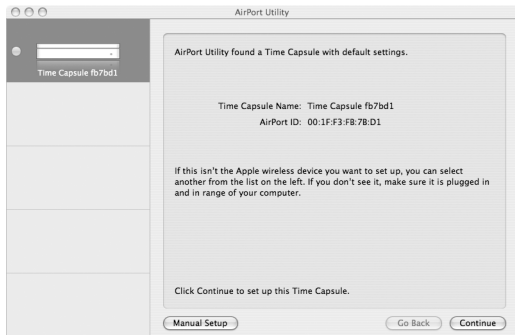 AirPort Utility
Time Capsule fb7bd1
AirPort Utility found a Time Capsule with default settings.
Time Capsule Name: Time Capsule fb7bd1
AirPort ID: 00:1F:F3:FB:7B:D1
If this isn't the Apple wireless device you want to set up, you can select
another from the list on the left. If you don't see it, make sure it is plugged in
and in range of your computer.
Click Continue to set up this Time Capsule.
Manual Setup
Go Back
Continue